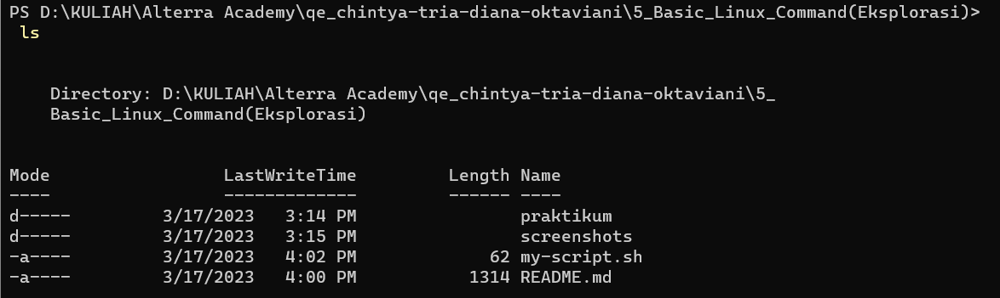 PS D:\KULIAH\Alterra Academy\qe_chintya-tria-diana-oktaviani\5_Basic_Linux_Command(Eksplorasi)>
ls
Directory: D:\KULIAH\Alterra Academy\qe_chintya-tria-diana-oktaviani\5_
Basic_Linux_Command(Eksplorasi)
Mode LastWriteTime Length Name
---- ------------- ------ ----
d----- 3/17/2023 3:14 PM praktikum
d----- 3/17/2023 3:15 PM screenshots
-a---- 3/17/2023 4:02 PM 62 my-script.sh
-a---- 3/17/2023 4:00 PM 1314 README.md